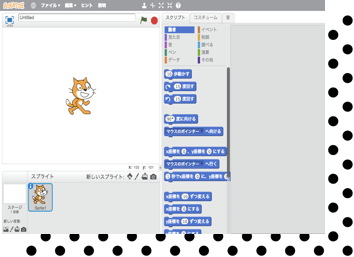 SCRATCH
ファイル▼ 編集▼ ヒント 説明
Untitled
スクリプト コスチューム 音
動き イベント
見た目 制御
音 調べる
ペン 演算
データ その他
10 歩動かす
15 度回す
15 度回す
90▼ 度に向ける
マウスのポインター へ向ける
x座標を 0 、y座標を 0 にする
マウスのポインター へ行く
1 秒でx座標を 0 に、y座標を
x座標を 10 ずつ変える
x座標を 0 にする
y座標を 10 ずつ変える
スプライト 新しいスプライト:
ステージ
1 背景
新しい背景:
Sprite1